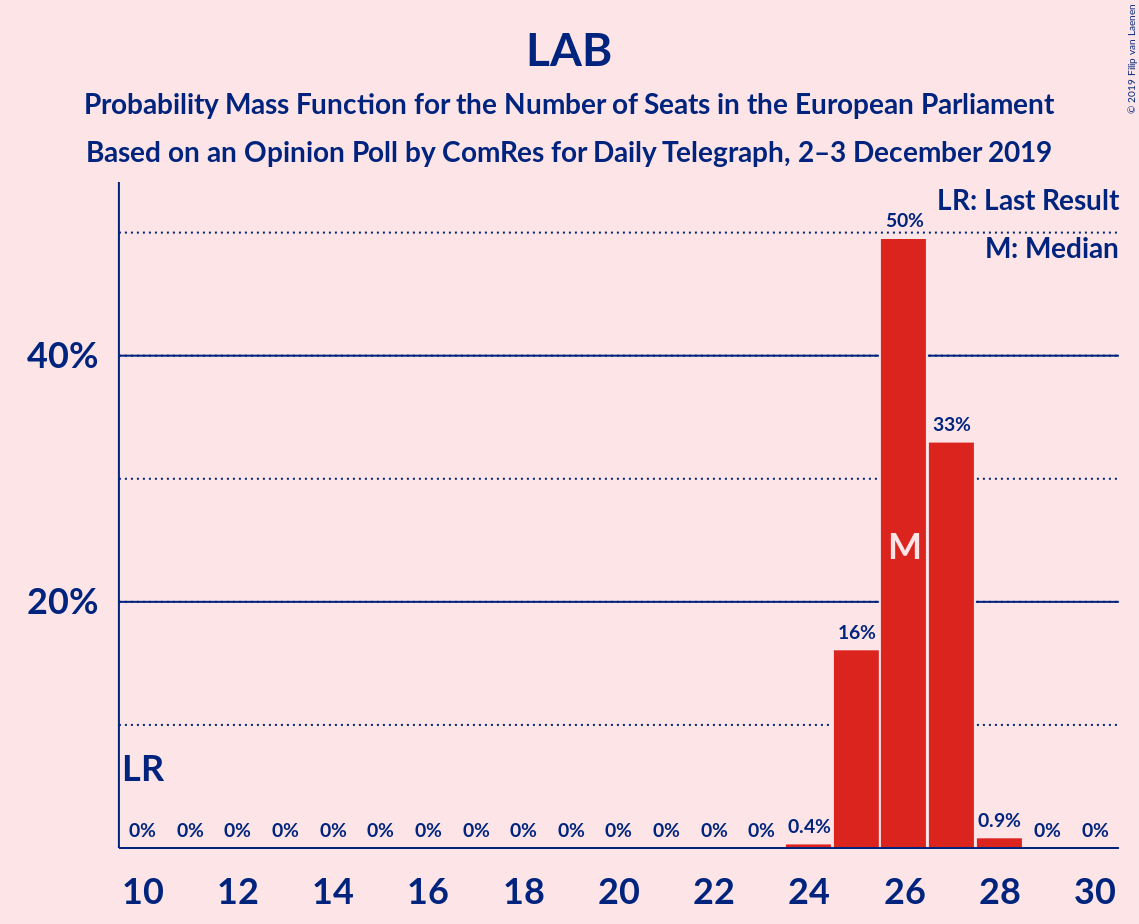 LAB
Probability Mass Function for the Number of Seats in the European Parliament
Based on an Opinion Poll by ComRes for Daily Telegraph, 2–3 December 2019
© 2019 Filip van Laenen
LR: Last Result
M: Median
50%
40%
33%
M
20%
16%
LR
0% 0% 0% 0% 0% 0% 0% 0% 0% 0% 0% 0% 0% 0% 0.4% 0.9% 0% 0%
10 12 14 16 18 20 22 24 26 28 30